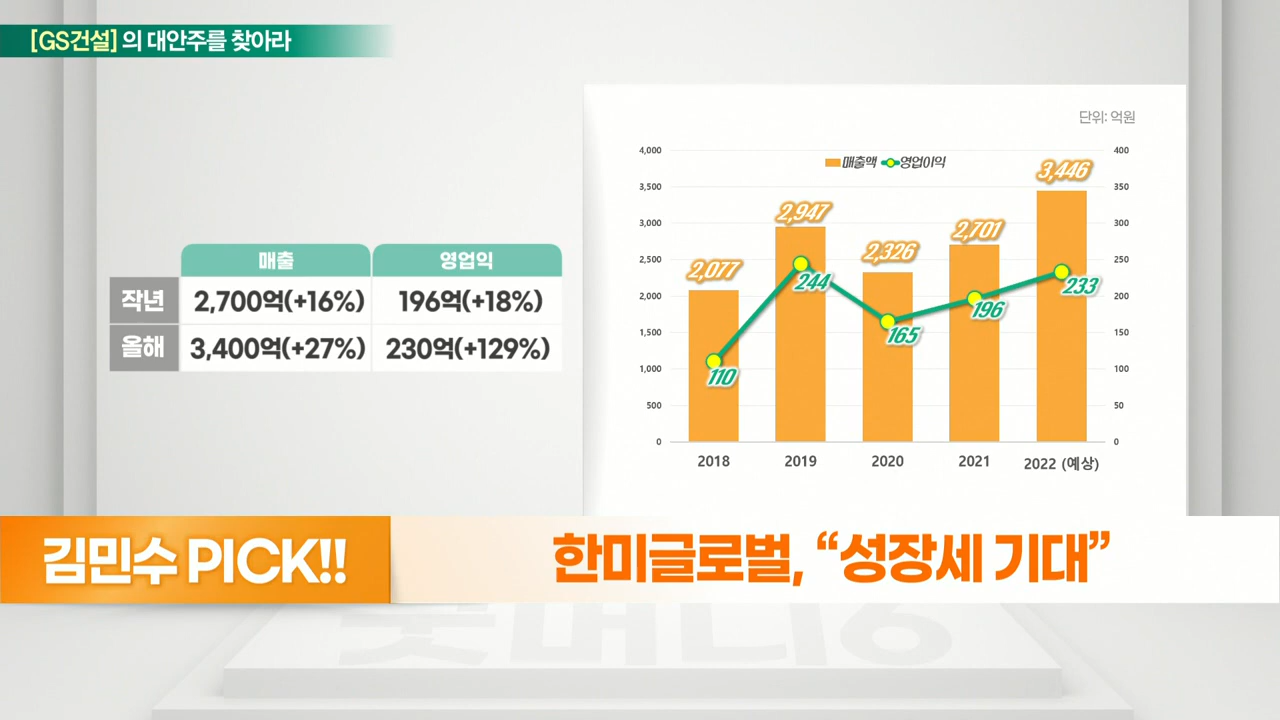 [GS건설] 의 대안주를 찾아라
단위: 억원
매출액 영업이익
4,000
3,500
3,000
2,500
2,000
1,500
1,000
500
0
400
350
300
250
200
150
100
50
0
2,077
2,947
2,326
2,701
3,446
110
244
165
196
233
2018 2019 2020 2021 2022 (예상)
매출 영업익
작년 2,700억(+16%) 196억(+18%)
올해 3,400억(+27%) 230억(+129%)
김민수 PICK!!
한미글로벌, “성장세 기대”
굿머니6